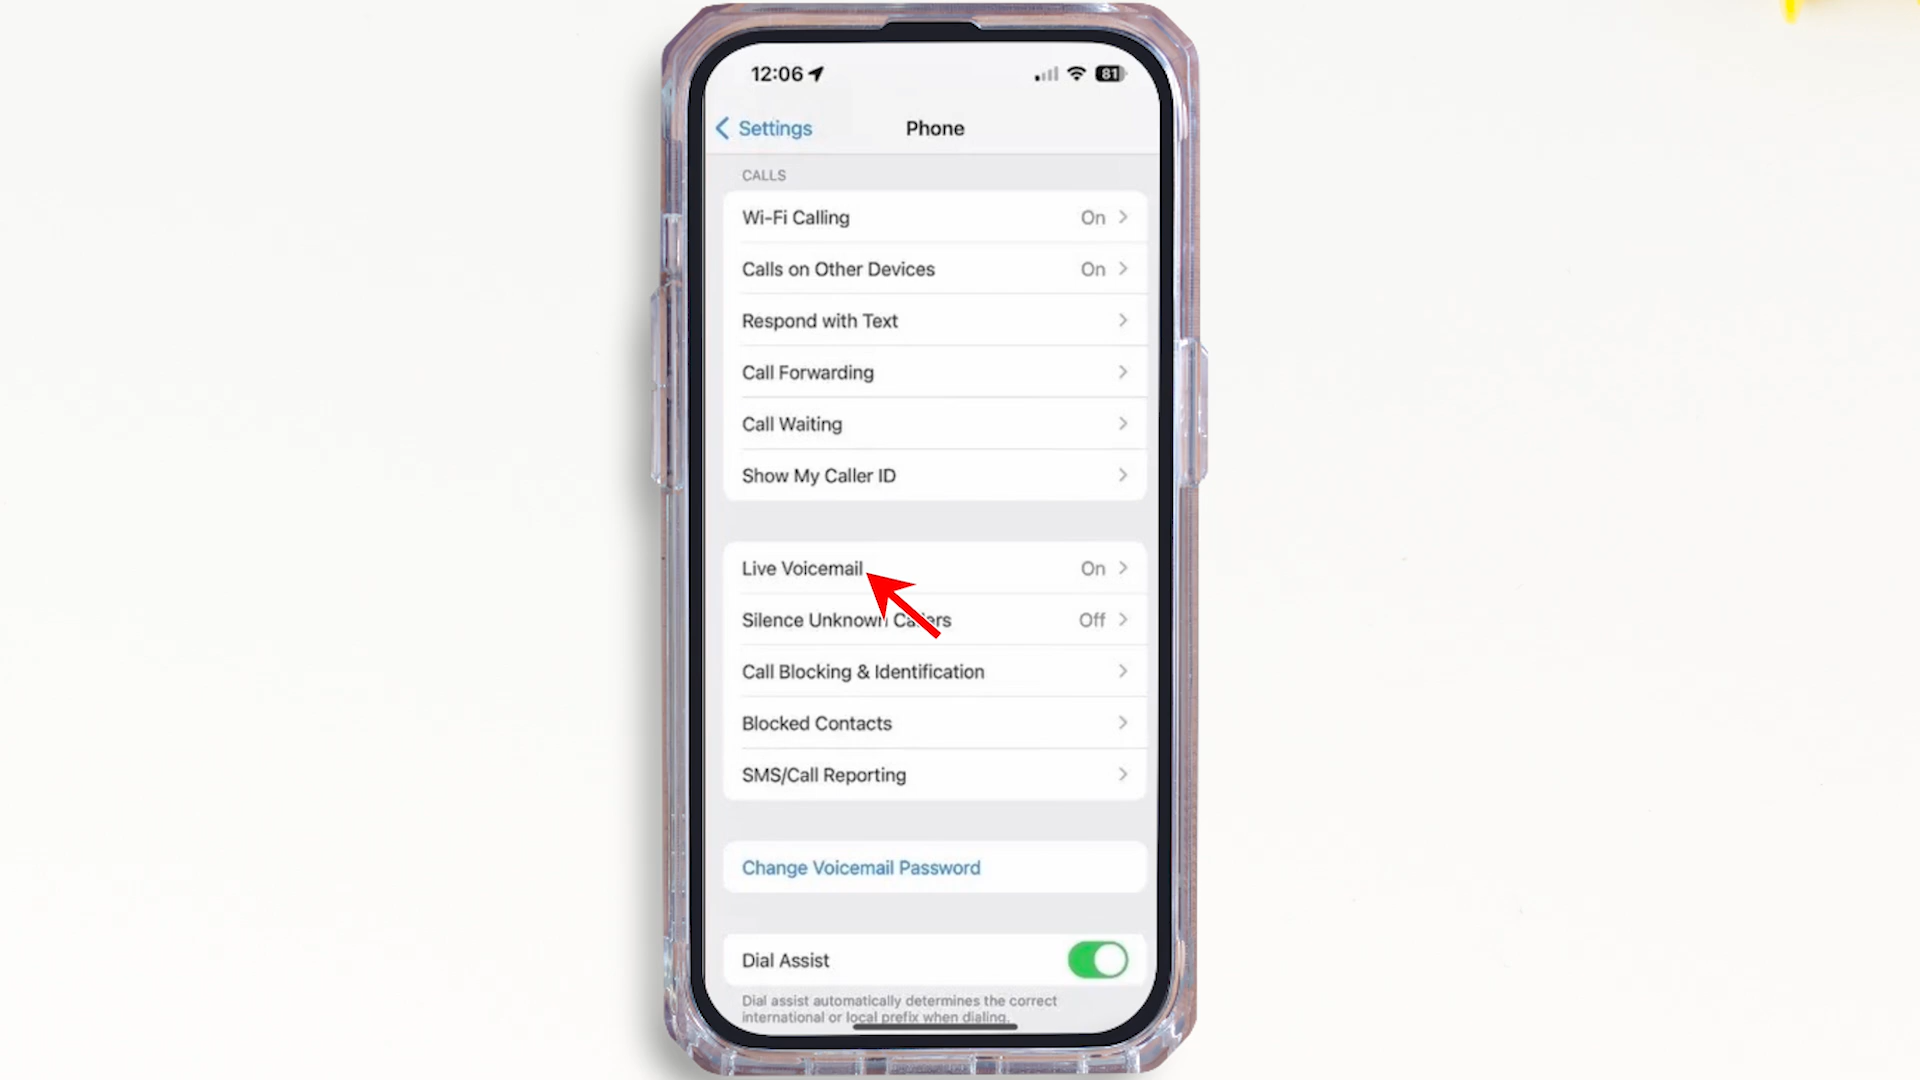 12:06
81
Settings
Phone
CALLS
Wi-Fi Calling On
Calls on Other Devices On
Respond with Text
Call Forwarding
Call Waiting
Show My Caller ID
Live Voicemail On
Silence Unknown Callers Off
Call Blocking & Identification
Blocked Contacts
SMS/Call Reporting
Change Voicemail Password
Dial Assist
Dial assist automatically determines the correct
international or local prefix when dialing.